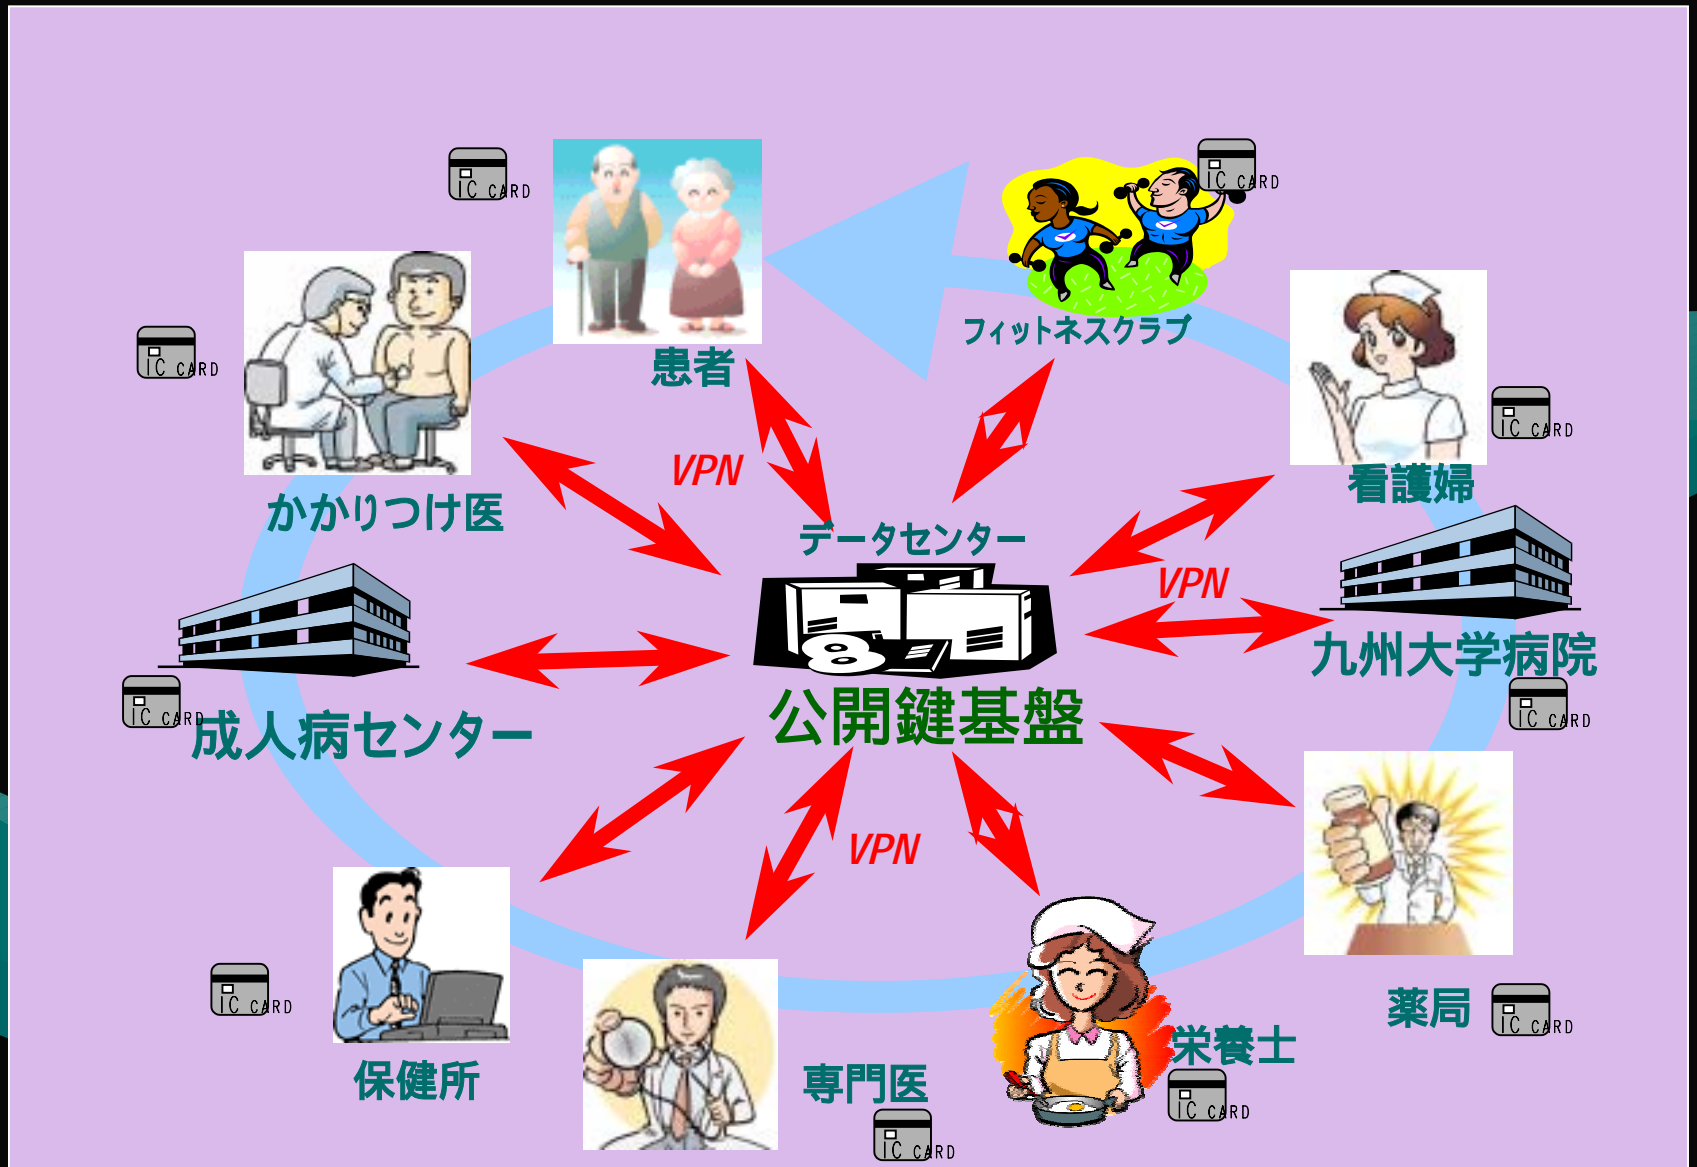 IC CARD
IC CARD
患者
フィットネスクラブ
IC CARD
IC CARD
VPN
看護婦
かかりつけ医
データセンター
VPN
九州大学病院
IC CARD
IC CARD
成人病センター
公開鍵基盤
VPN
IC CARD
保健所
専門医
IC CARD
栄養士
IC CARD
薬局
IC CARD